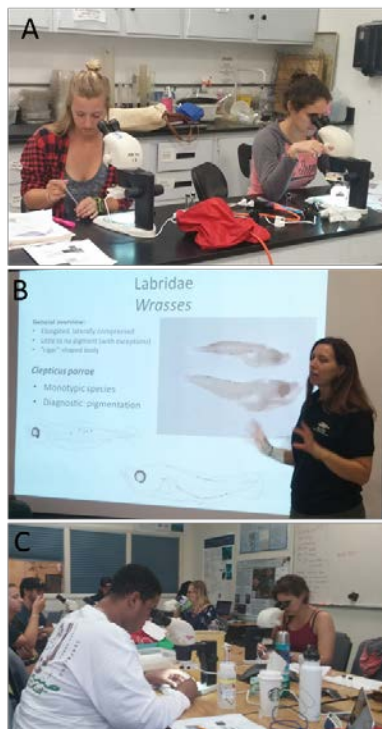 A
B
Labridae
Wrasses
General overview:
• Elongated, laterally compressed
• Little to no pigment (with exceptions)
• "cigar" shaped body
Clepticus parrae
• Monotypic species
• Diagnostic pigmentation
C